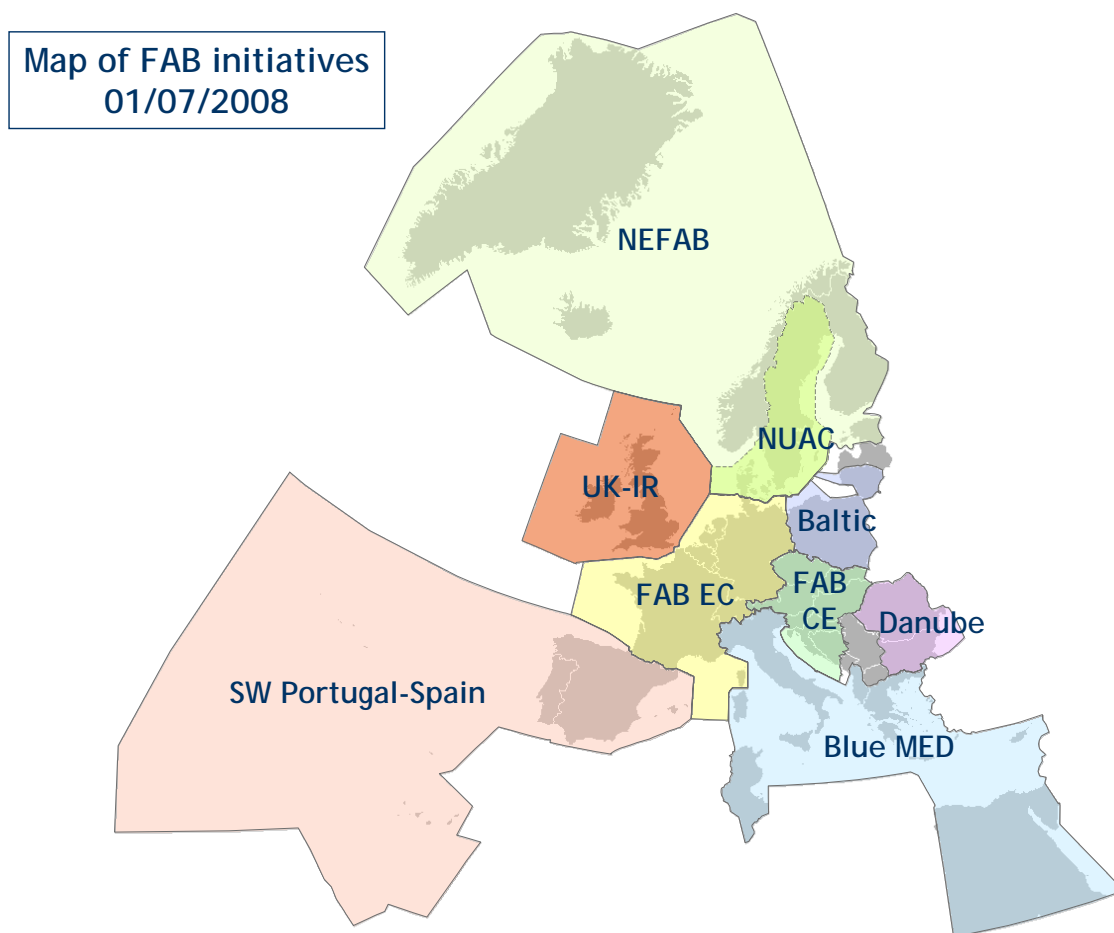 Map of FAB initiatives
01/07/2008
NEFAB
NUAC
UK-IR
Baltic
FAB EC
FAB
CE
Danube
SW Portugal-Spain
Blue MED